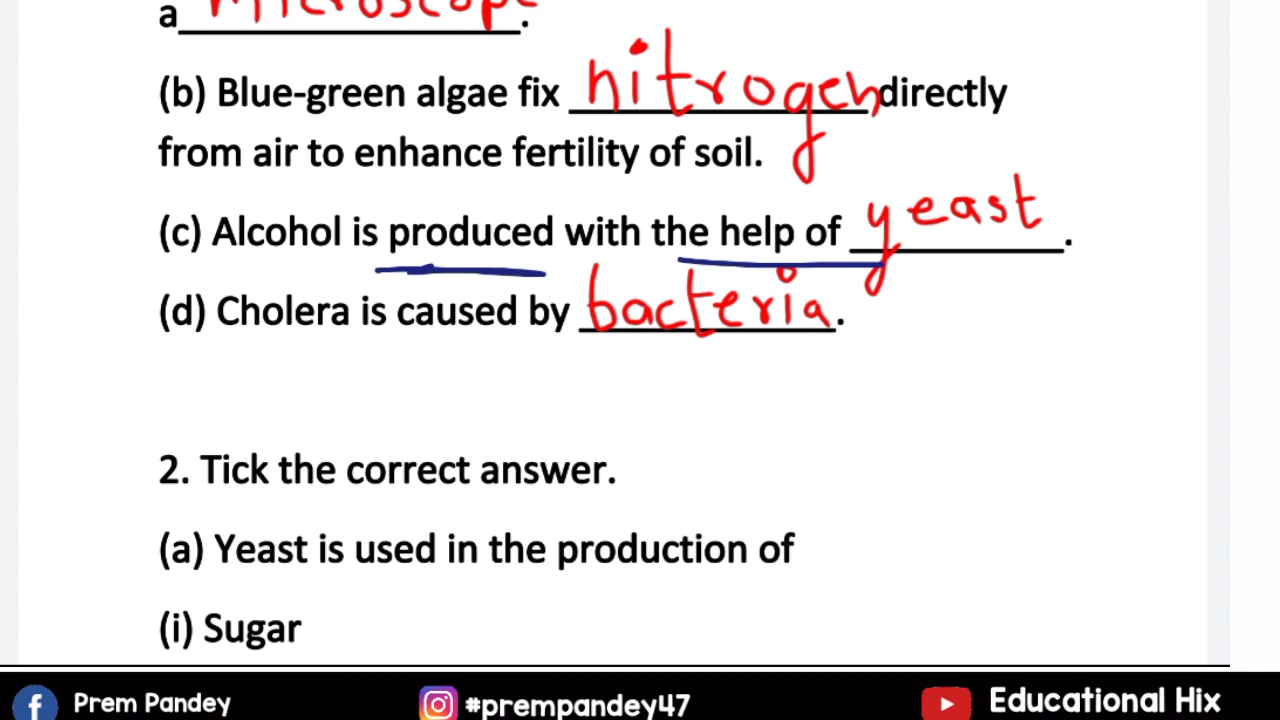 a microscope.
(b) Blue-green algae fix nitrogen directly
from air to enhance fertility of soil.
(c) Alcohol is produced with the help of yeast.
(d) Cholera is caused by bacteria.
2. Tick the correct answer.
(a) Yeast is used in the production of
(i) Sugar
Prem Pandey #prempandey47 Educational Hix